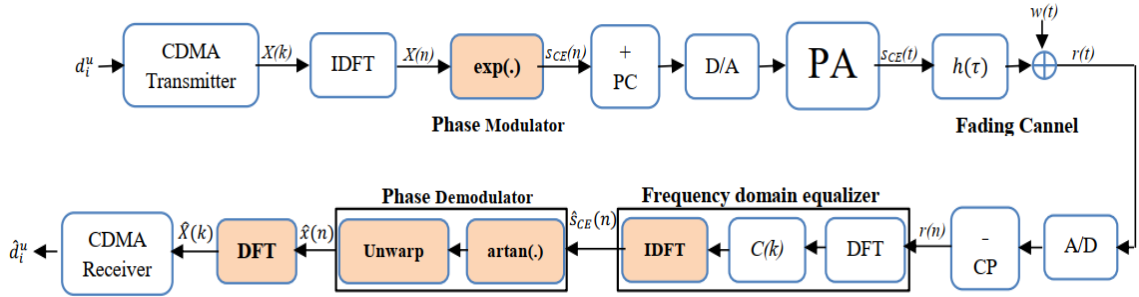 d_i^u
CDMA
Transmitter
X(k)
IDFT
X(n)
exp(.)
s_CE(n)
+
PC
D/A
PA
s_CE(t)
h(τ)
w(t)
r(t)
Phase Modulator
Fading Cannel
Phase Demodulator
Frequency domain equalizer
d̂_i^u
CDMA
Receiver
X̂(k)
DFT
x̂(n)
Unwarp
artan(.)
ŝ_CE(n)
IDFT
C(k)
DFT
r(n)
-
CP
A/D